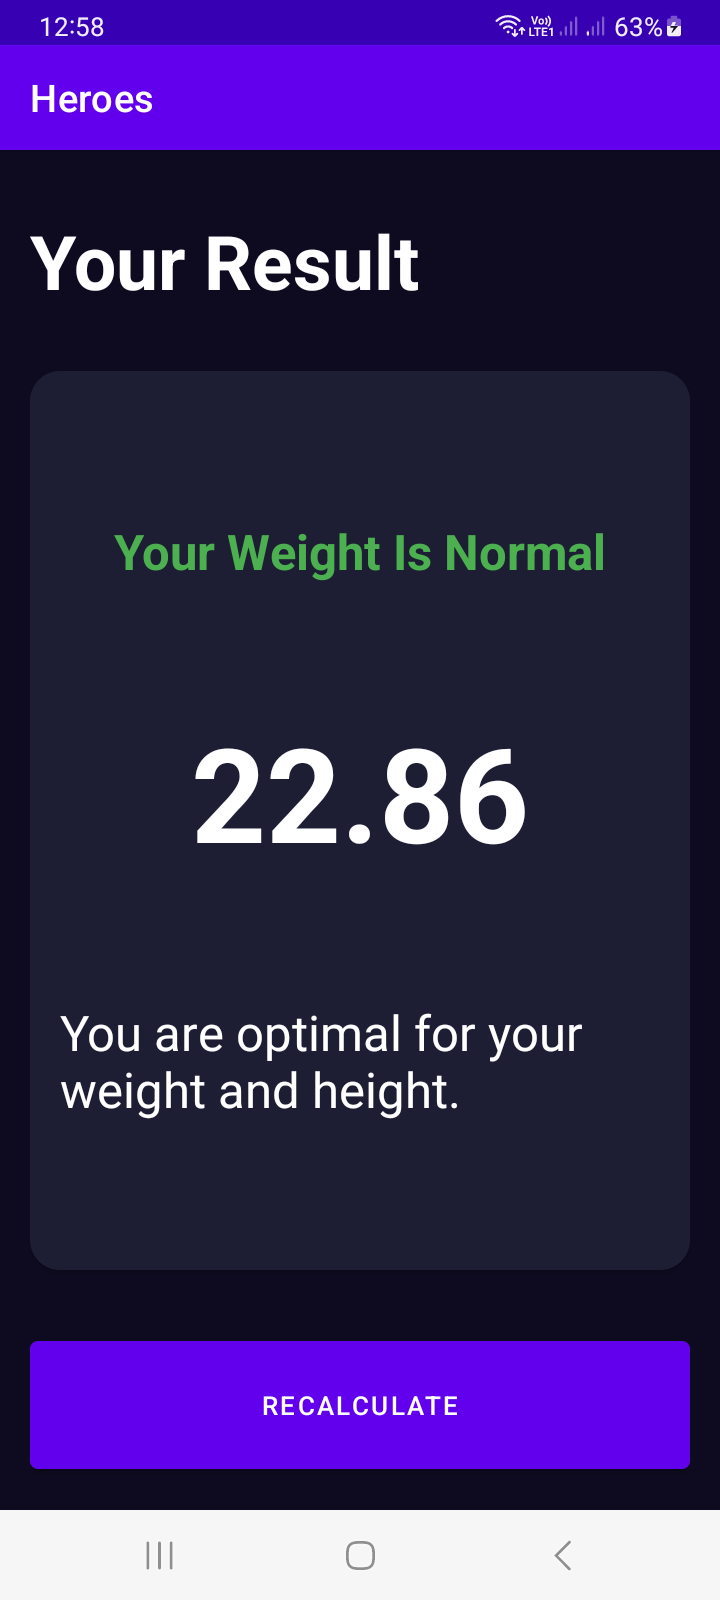 12:58 Vo)) LTE1 63%
Heroes
Your Result
Your Weight Is Normal
22.86
You are optimal for your
weight and height.
RECALCULATE